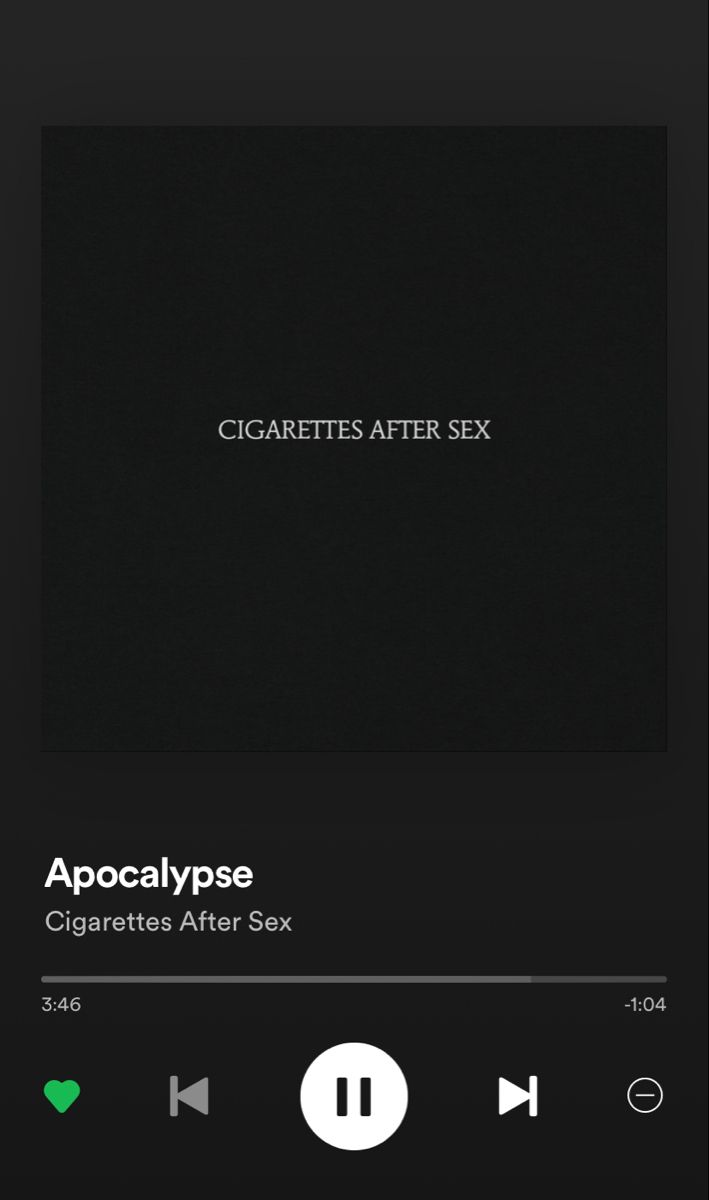 CIGARETTES AFTER SEX
Apocalypse
Cigarettes After Sex
3:46 -1:04